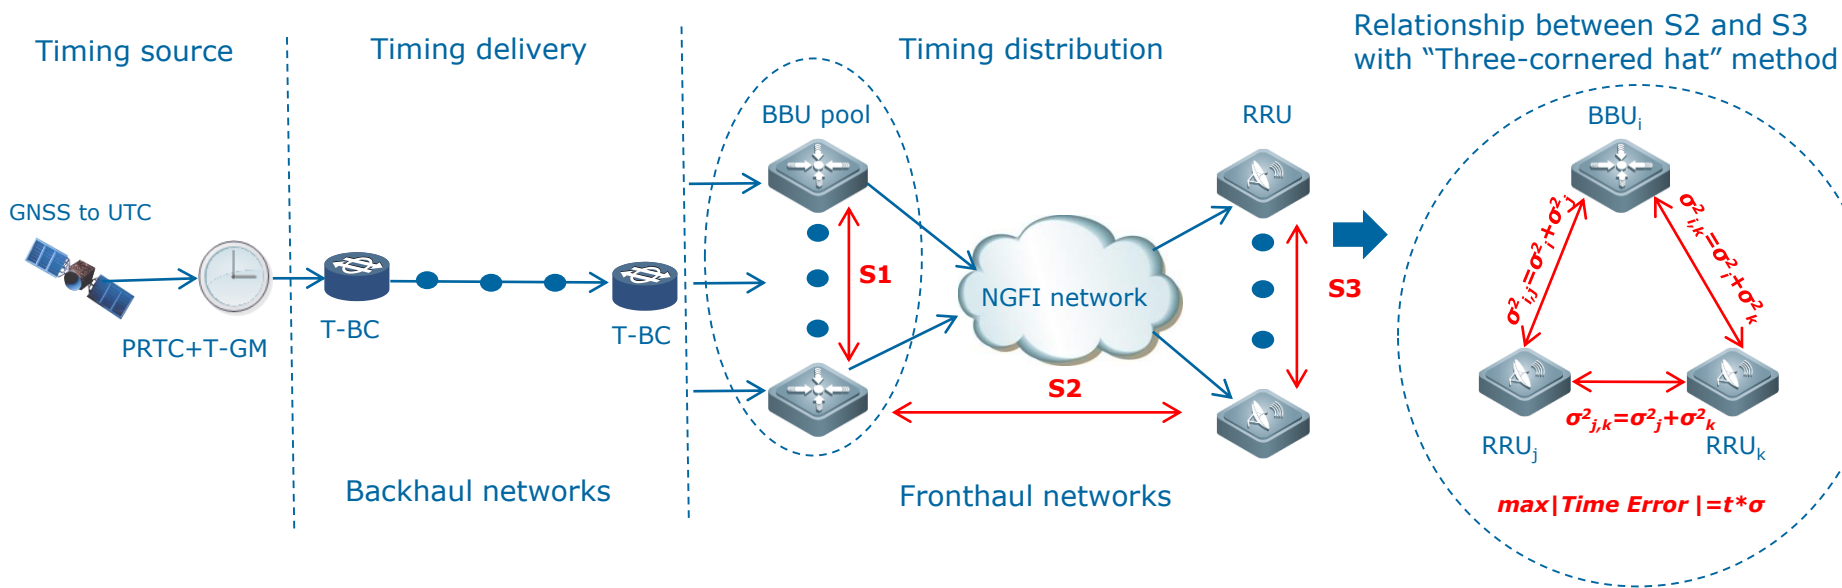 Timing source
Timing delivery
Timing distribution
Relationship between S2 and S3
with “Three-cornered hat” method
BBU pool
RRU
BBUi
GNSS to UTC
PRTC+T-GM
T-BC
T-BC
S1
NGFI network
S2
S3
σ²i,j=σ²i+σ²j
σ²i,k=σ²i+σ²k
σ²j,k=σ²j+σ²k
RRUj
RRUk
max|Time Error |=t*σ
Backhaul networks
Fronthaul networks